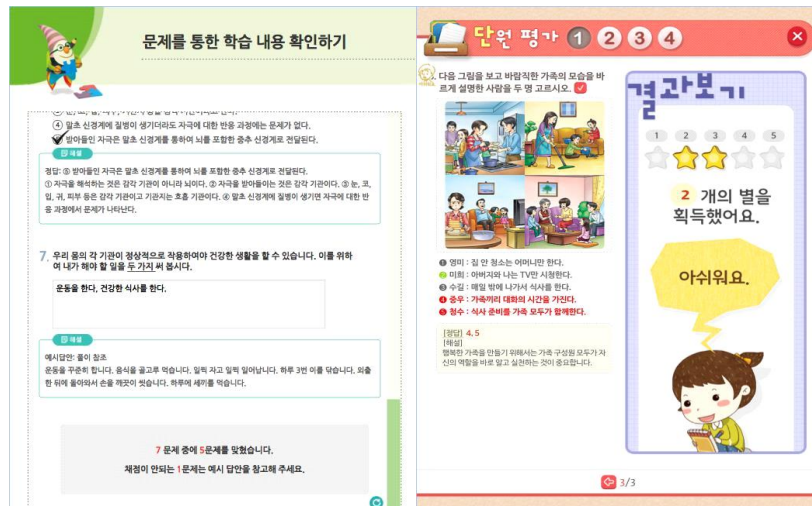 문제를 통한 학습 내용 확인하기
④ 말초 신경계에 질병이 생기더라도 자극에 대한 반응 과정에는 문제가 없다.
받아들인 자극은 말초 신경계를 통하여 뇌를 포함한 중추 신경계로 전달된다.
해설
정답: ⑤ 받아들인 자극은 말초 신경계를 통하여 뇌를 포함한 중추 신경계로 전달된다.
① 자극을 해석하는 것은 감각 기관이 아니라 뇌이다. ② 자극을 받아들이는 것은 감각 기관이다. ③ 눈, 코,
입, 귀, 피부 등은 감각 기관이고 기관지는 호흡 기관이다. ④ 말초 신경계에 질병이 생기면 자극에 대한 반
응 과정에서 문제가 나타난다.
7. 우리 몸의 각 기관이 정상적으로 작용하여야 건강한 생활을 할 수 있습니다. 이를 위하
여 내가 해야 할 일을 두 가지 써 봅시다.
운동을 한다, 건강한 식사를 한다.
해설
예시답안: 풀이 참조
운동을 꾸준히 합니다. 음식을 골고루 먹습니다. 일찍 자고 일찍 일어납니다. 하루 3번 이를 닦습니다. 외출
한 뒤에 돌아와서 손을 깨끗이 씻습니다. 하루에 세끼를 먹습니다.
7 문제 중에 5문제를 맞혔습니다.
채점이 안되는 1문제는 예시 답안을 참고해 주세요.
단원 평가 1 2 3 4
다음 그림을 보고 바람직한 가족의 모습을 바
르게 설명한 사람을 두 명 고르시오.
① 영미 : 집 안 청소는 어머니만 한다.
② 미희 : 아버지와 나는 TV만 시청한다.
③ 수길 : 매일 밖에 나가서 식사를 한다.
④ 중우 : 가족끼리 대화의 시간을 가진다.
⑤ 청수 : 식사 준비를 가족 모두가 함께한다.
[정답] 4, 5
[해설]
행복한 가족을 만들기 위해서는 가족 구성원 모두가 자
신의 역할을 바로 알고 실천하는 것이 중요합니다.
결과보기
1 2 3 4 5
2 개의 별을
획득했어요.
아쉬워요.
3/3